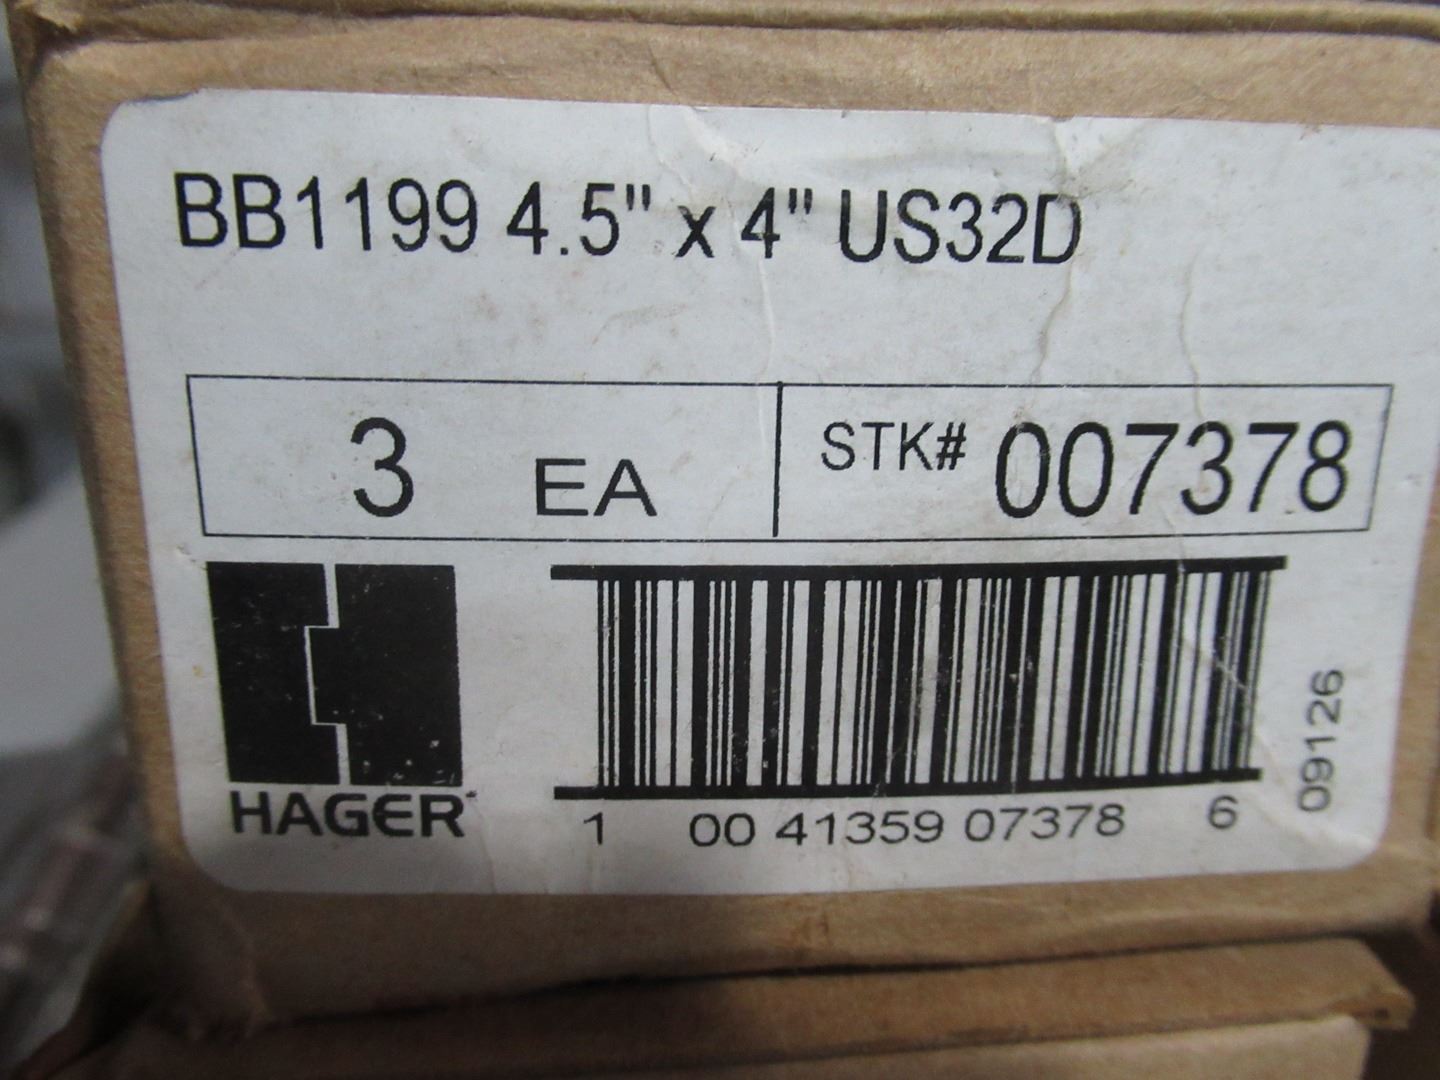 BB1199 4.5" x 4" US32D
3 EA
STK# 007378
HAGER
1 00 41359 07378 6
09126